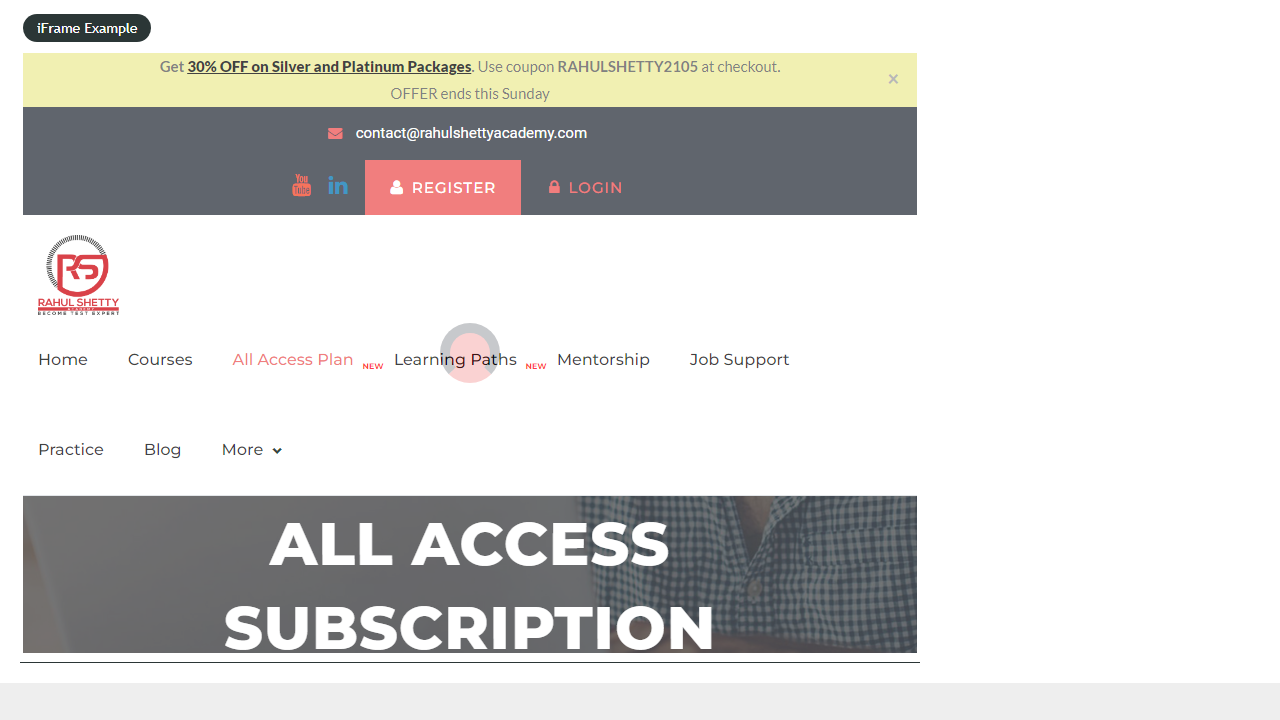 iFrame Example
Get 30% OFF on Silver and Platinum Packages. Use coupon RAHULSHETTY2105 at checkout.
OFFER ends this Sunday
×
contact@rahulshettyacademy.com
You
Tube
in
REGISTER
LOGIN
RS
RAHUL SHETTY
ACADEMY
BECOME TEST EXPERT
Home Courses All Access Plan NEW Learning Paths NEW Mentorship Job Support
Practice Blog More
ALL ACCESS
SUBSCRIPTION